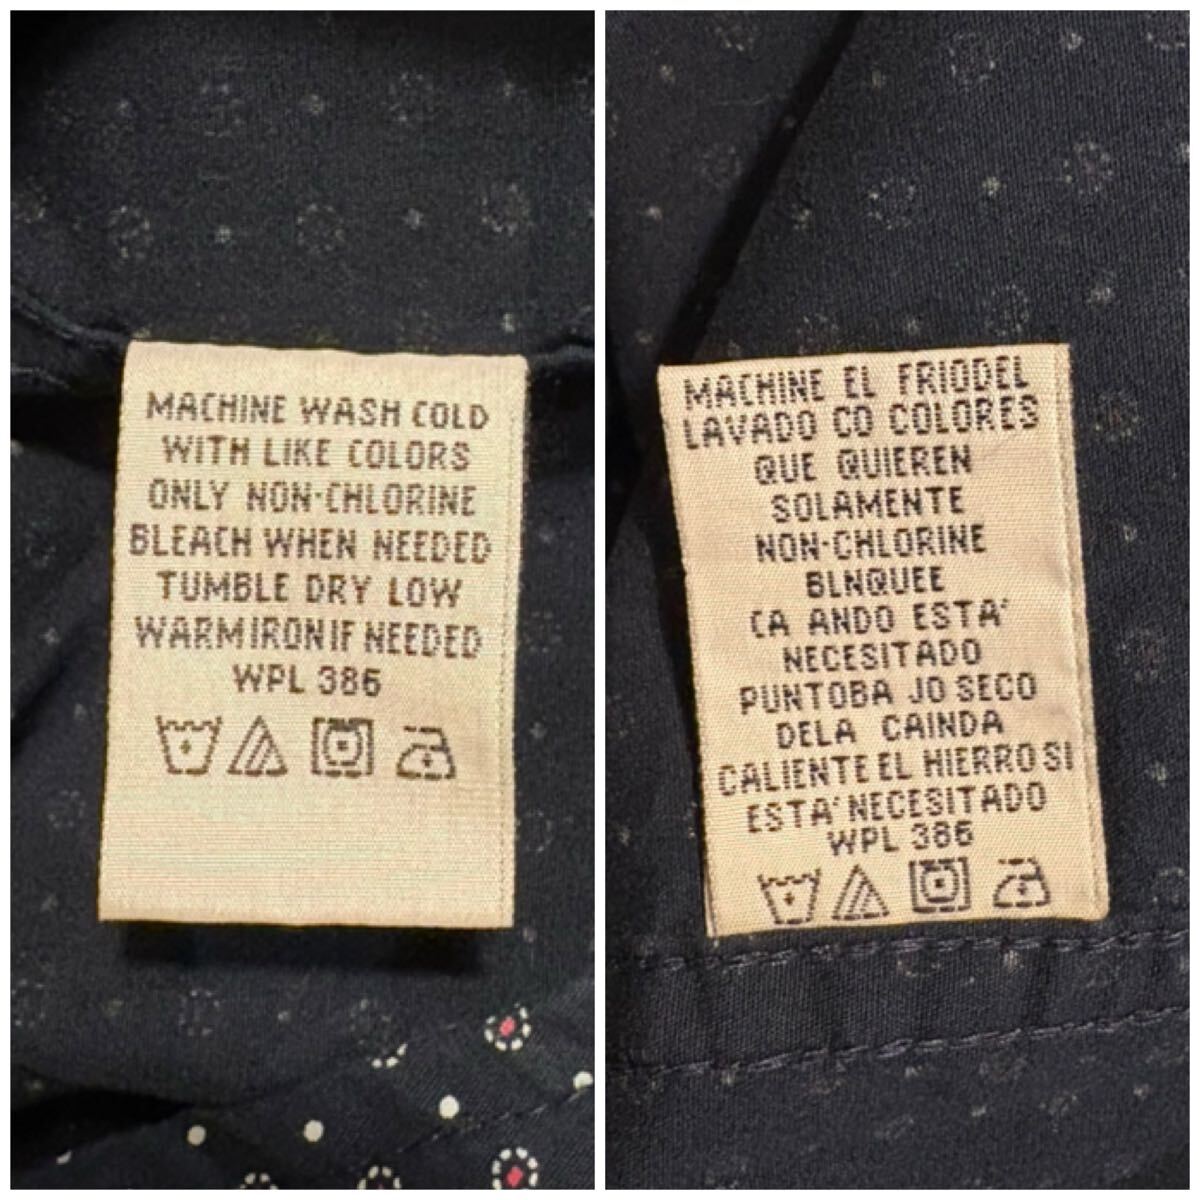 MACHINE WASH COLD
WITH LIKE COLORS
ONLY NON-CHLORINE
BLEACH WHEN NEEDED
TUMBLE DRY LOW
WARM IRON IF NEEDED
WPL 386
MACHINE EL FRIODEL
LAVADO CO COLORES
QUE QUIEREN
SOLAMENTE
NON-CHLORINE
BLNQUEE
CA ANDO ESTA'
NECESITADO
PUNTOBA JO SECO
DELA CAINDA
CALIENTE EL HIERRO SI
ESTA' NECESITADO
WPL 386